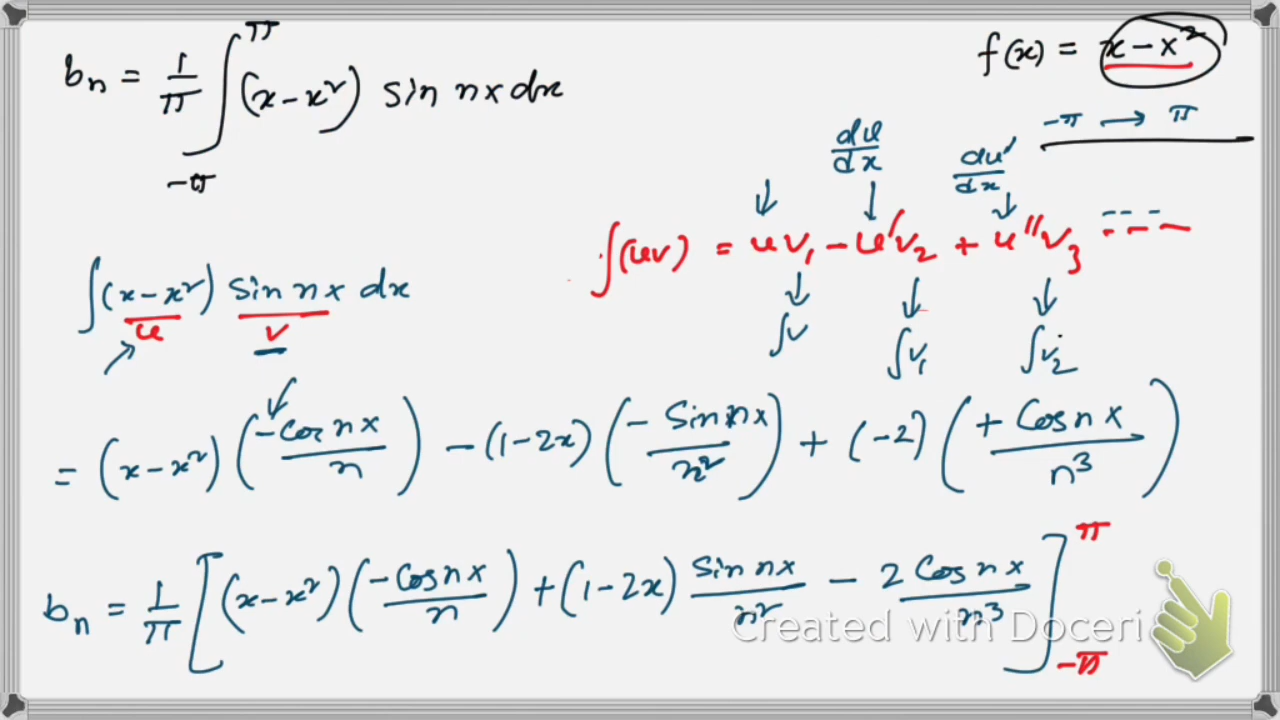 bₙ = 1/π ∫_{-π}^{π} (x-x²) sin nx dx
f(x) = x-x²
-π → π
du/dx
du'/dx
∫(uv) = uv₁ - u'v₂ + u''v₃ -----
∫v ∫v₁ ∫v₂
∫(x-x²) sin nx dx
u v
= (x-x²) (-Cos nx/n) - (1-2x) (-Sin nx/n²) + (-2) (+Cos nx/n³)
bₙ = 1/π [(x-x²) (-Cos nx/n) + (1-2x) Sin nx/n² - 2 Cos nx/n³]_{-π}^{π}
Created with Doceri